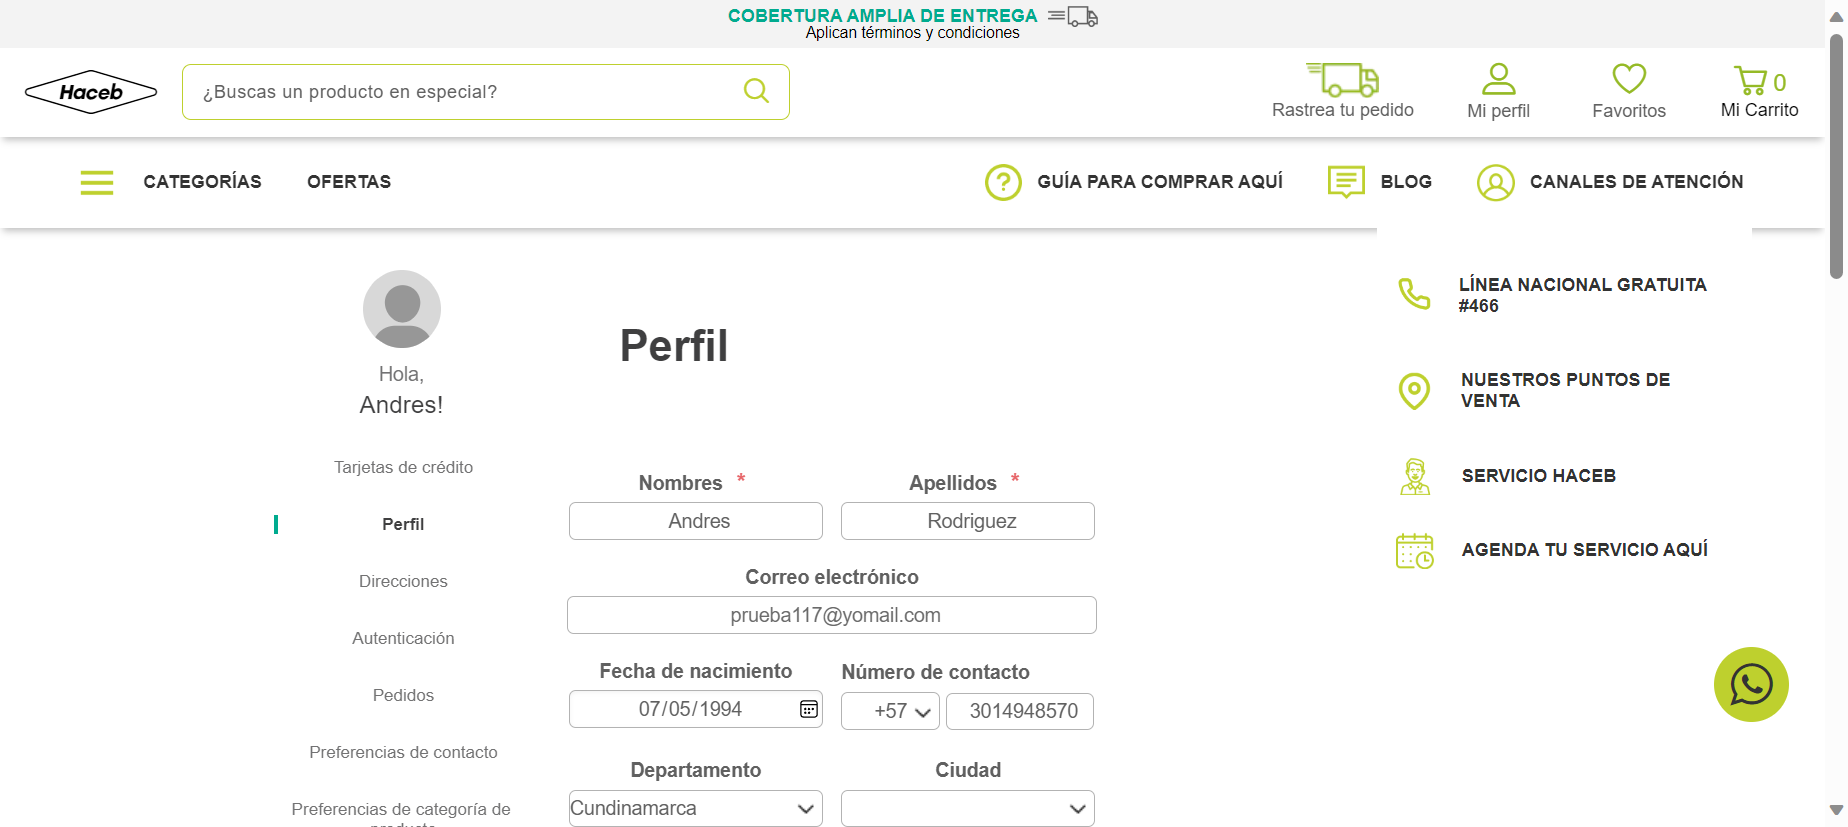 COBERTURA AMPLIA DE ENTREGA
Aplican términos y condiciones
Haceb
¿Buscas un producto en especial?
Rastrea tu pedido
Mi perfil
Favoritos
0
Mi Carrito
CATEGORÍAS
OFERTAS
GUÍA PARA COMPRAR AQUÍ
BLOG
CANALES DE ATENCIÓN
LÍNEA NACIONAL GRATUITA
#466
NUESTROS PUNTOS DE
VENTA
SERVICIO HACEB
AGENDA TU SERVICIO AQUÍ
Hola,
Andres!
Tarjetas de crédito
Perfil
Direcciones
Autenticación
Pedidos
Preferencias de contacto
Preferencias de categoría de
producto
Perfil
Nombres *
Apellidos *
Andres
Rodriguez
Correo electrónico
prueba117@yomail.com
Fecha de nacimiento
Número de contacto
07/05/1994
+57
3014948570
Departamento
Ciudad
Cundinamarca